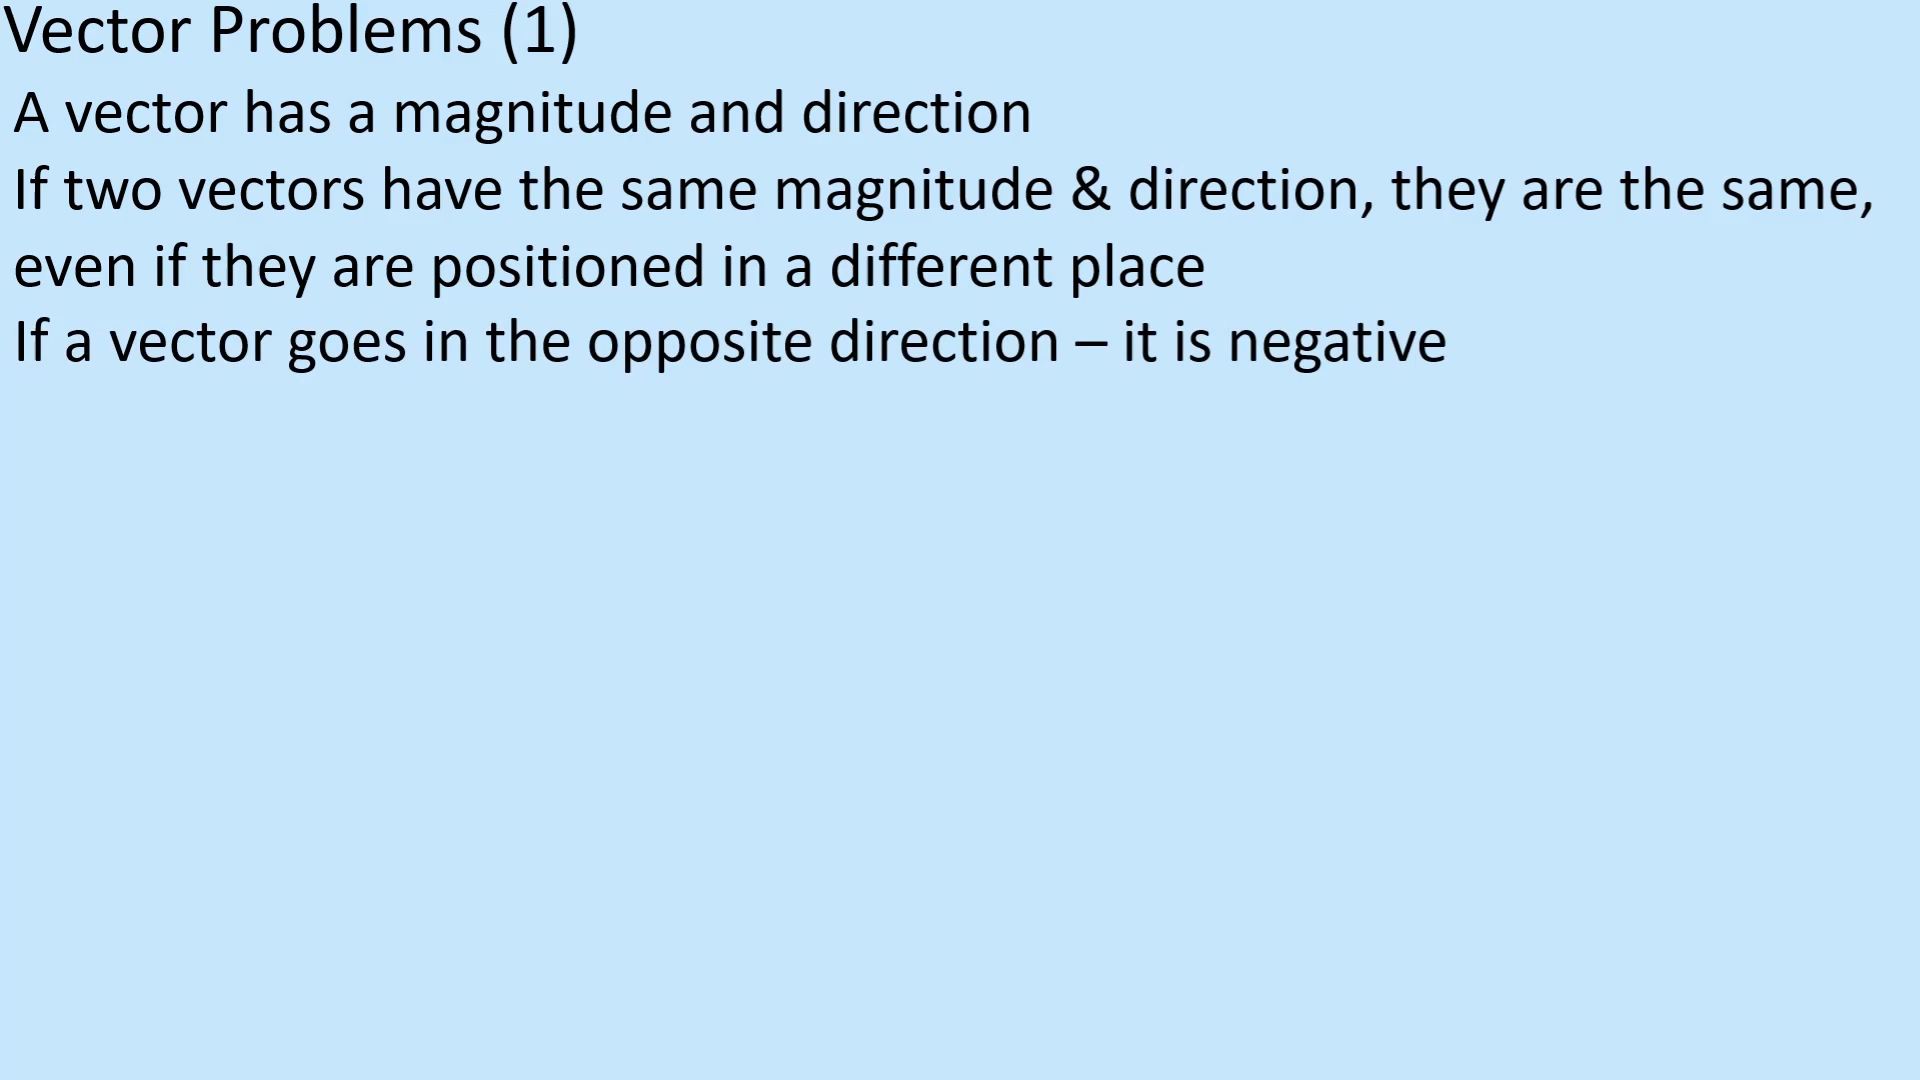 Vector Problems (1)
A vector has a magnitude and direction
If two vectors have the same magnitude & direction, they are the same,
even if they are positioned in a different place
If a vector goes in the opposite direction – it is negative